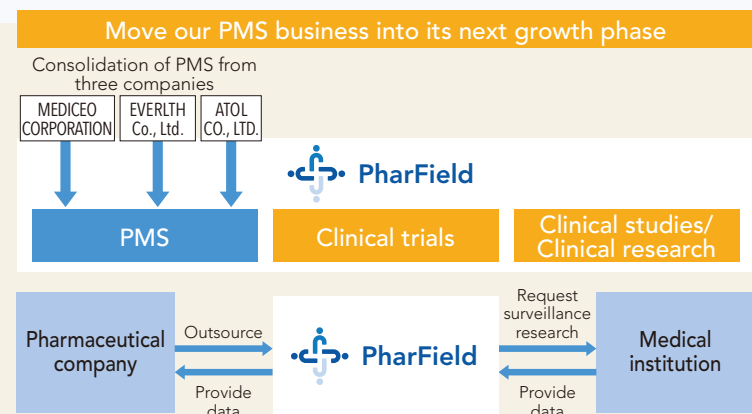 Move our PMS business into its next growth phase
Consolidation of PMS from
three companies
MEDICEO
CORPORATION
EVERLTH
Co., Ltd.
ATOL
CO., LTD.
PharField
PMS
Clinical trials
Clinical studies/
Clinical research
Pharmaceutical
company
Outsource
Provide
data
PharField
Request
surveillance
research
Provide
data
Medical
institution